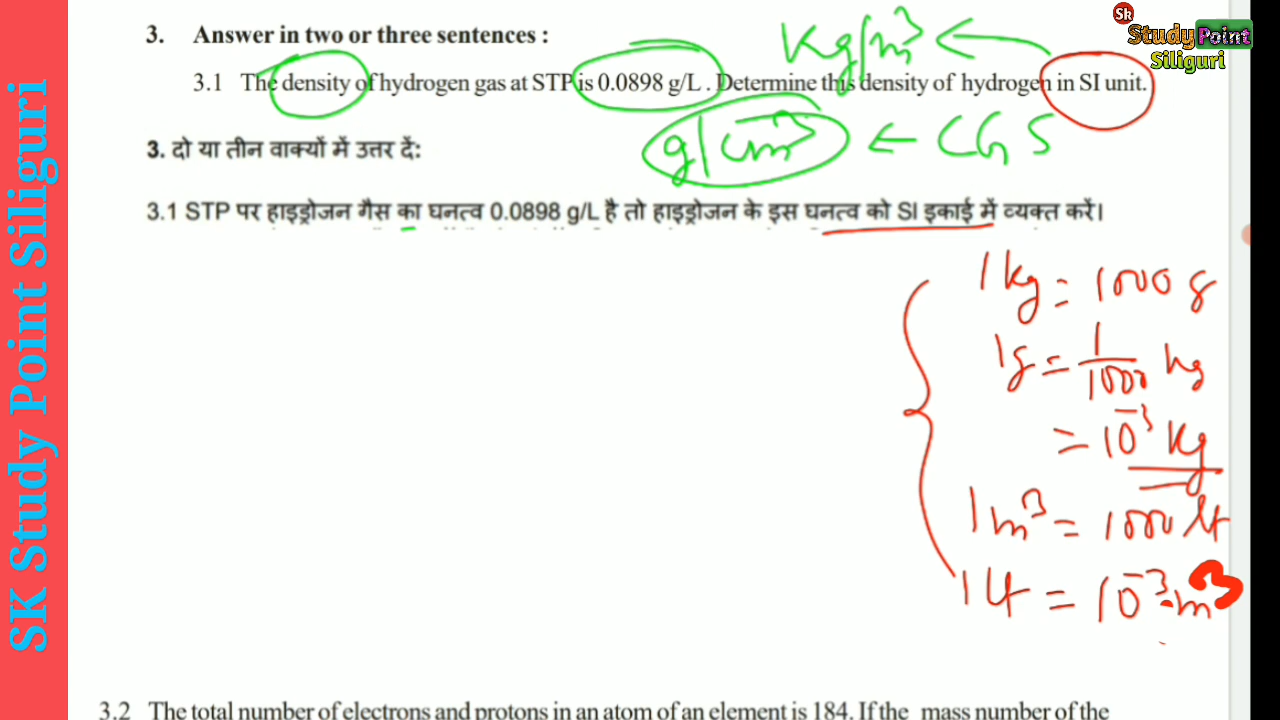 SK Study Point Siliguri
Sk
Study Point
Siliguri
3. Answer in two or three sentences :
Kg/m³ ←
3.1 The density of hydrogen gas at STP is 0.0898 g/L . Determine this density of hydrogen in SI unit.
g/cm³ ← CGS
3. दो या तीन वाक्यों में उत्तर दें:
3.1 STP पर हाइड्रोजन गैस का घनत्व 0.0898 g/L है तो हाइड्रोजन के इस घनत्व को SI इकाई में व्यक्त करें।
1 kg = 1000 g
1g = 1/1000 kg
= 10⁻³ Kg
1 m³ = 1000 lt
1 lt = 10⁻³ m³
3.2 The total number of electrons and protons in an atom of an element is 184. If the mass number of the